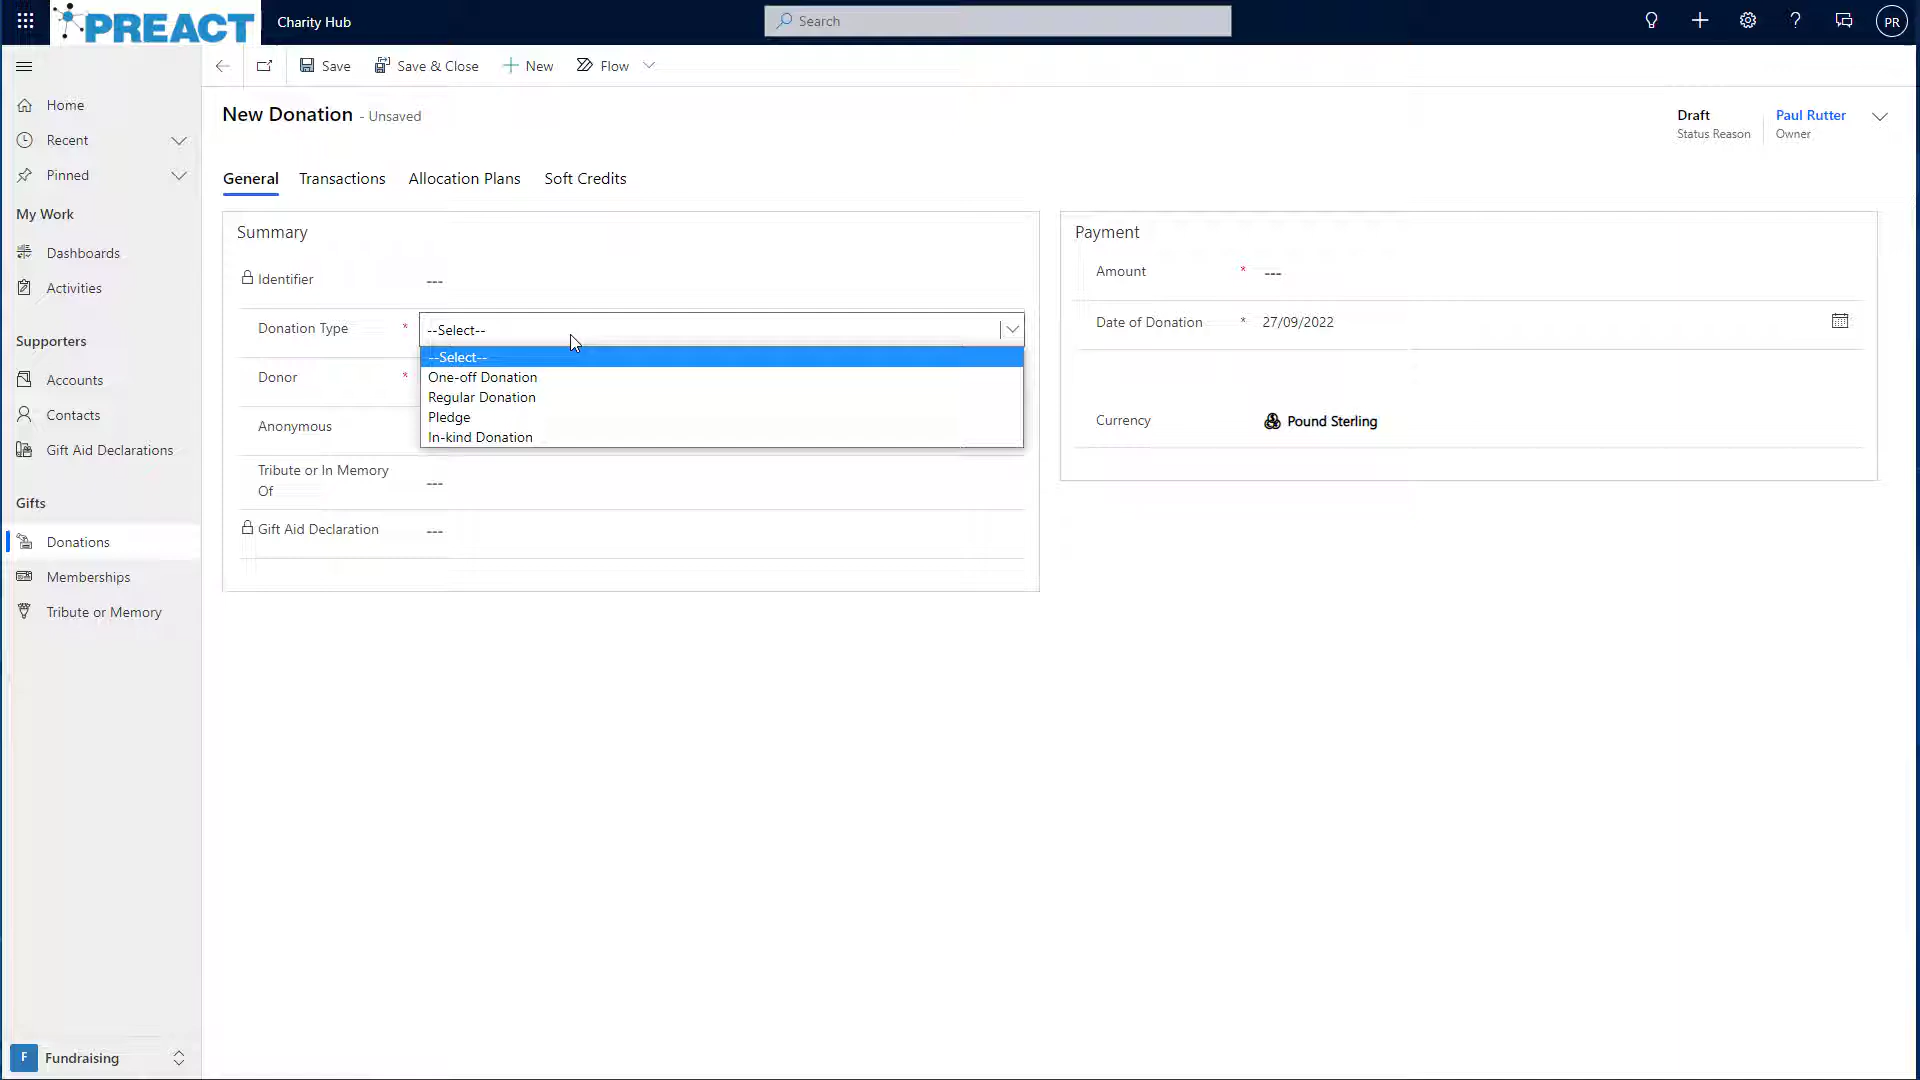 PREACT
Charity Hub
Search
PR
Save
Save & Close
New
Flow
Home
Recent
Pinned
My Work
Dashboards
Activities
Supporters
Accounts
Contacts
Gift Aid Declarations
Gifts
Donations
Memberships
Tribute or Memory
F
Fundraising
New Donation - Unsaved
Draft
Status Reason
Paul Rutter
Owner
General
Transactions
Allocation Plans
Soft Credits
Summary
Identifier
---
Donation Type *
--Select--
--Select--
One-off Donation
Regular Donation
Pledge
In-kind Donation
Donor *
Anonymous
Tribute or In Memory
Of
---
Gift Aid Declaration
---
Payment
Amount * ---
Date of Donation * 27/09/2022
Currency
Pound Sterling